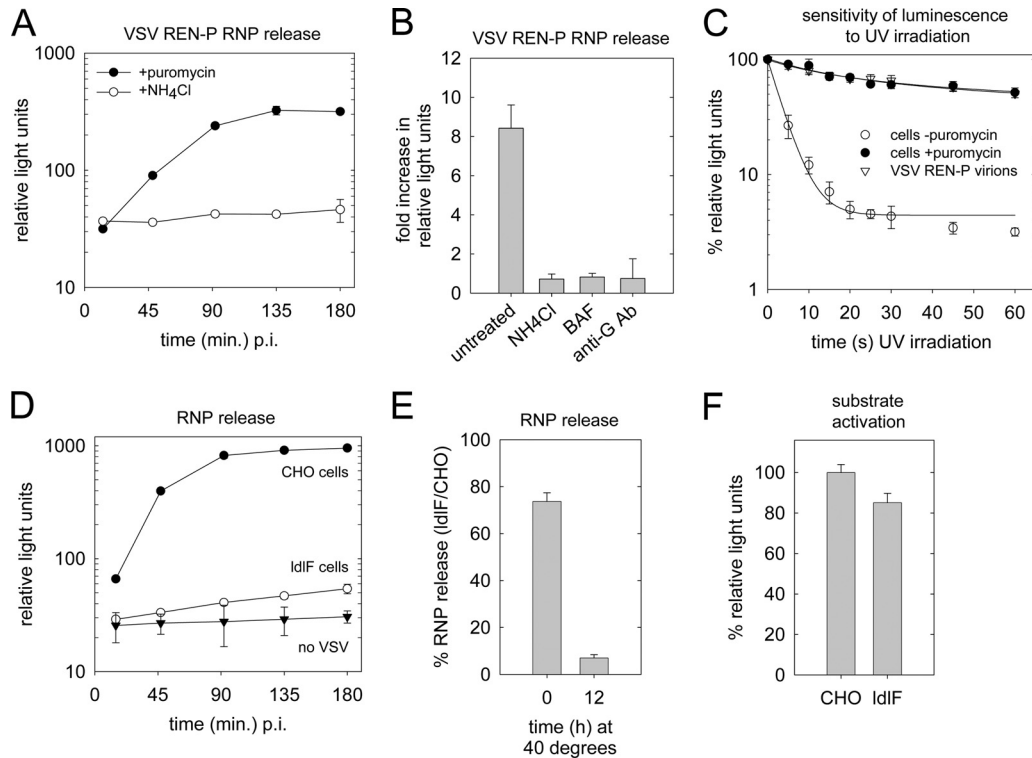 A
VSV REN-P RNP release
1000
100
10
relative light units
+puromycin
+NH4Cl
0 45 90 135 180
time (min.) p.i.
B
VSV REN-P RNP release
12
10
8
6
4
2
0
fold increase in
relative light units
untreated
NH4Cl
BAF
anti-G Ab
C
sensitivity of luminescence
to UV irradiation
100
10
1
% relative light units
cells -puromycin
cells +puromycin
VSV REN-P virions
0 10 20 30 40 50 60
time (s) UV irradiation
D
RNP release
1000
100
10
relative light units
CHO cells
ldlF cells
no VSV
0 45 90 135 180
time (min.) p.i.
E
RNP release
100
80
60
40
20
0
% RNP release (ldlF/CHO)
0 12
time (h) at
40 degrees
F
substrate
activation
100
80
60
40
20
0
% relative light units
CHO ldlF